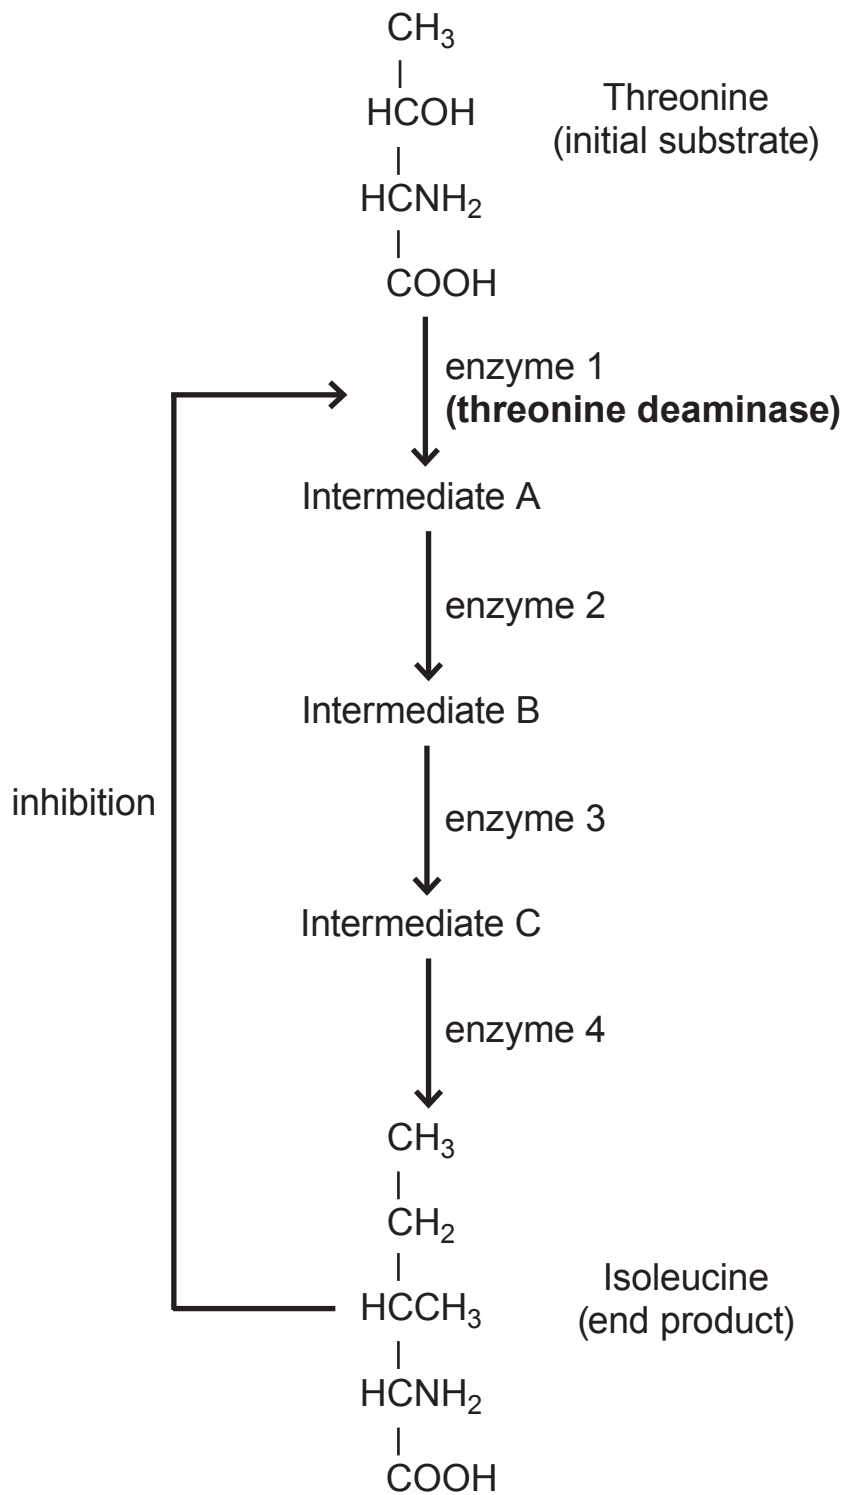 CH₃
|
HCOH
Threonine
(initial substrate)
|
HCNH₂
|
COOH
enzyme 1
(threonine deaminase)
Intermediate A
enzyme 2
Intermediate B
inhibition
enzyme 3
Intermediate C
enzyme 4
CH₃
|
CH₂
|
HCCH₃
Isoleucine
(end product)
|
HCNH₂
|
COOH